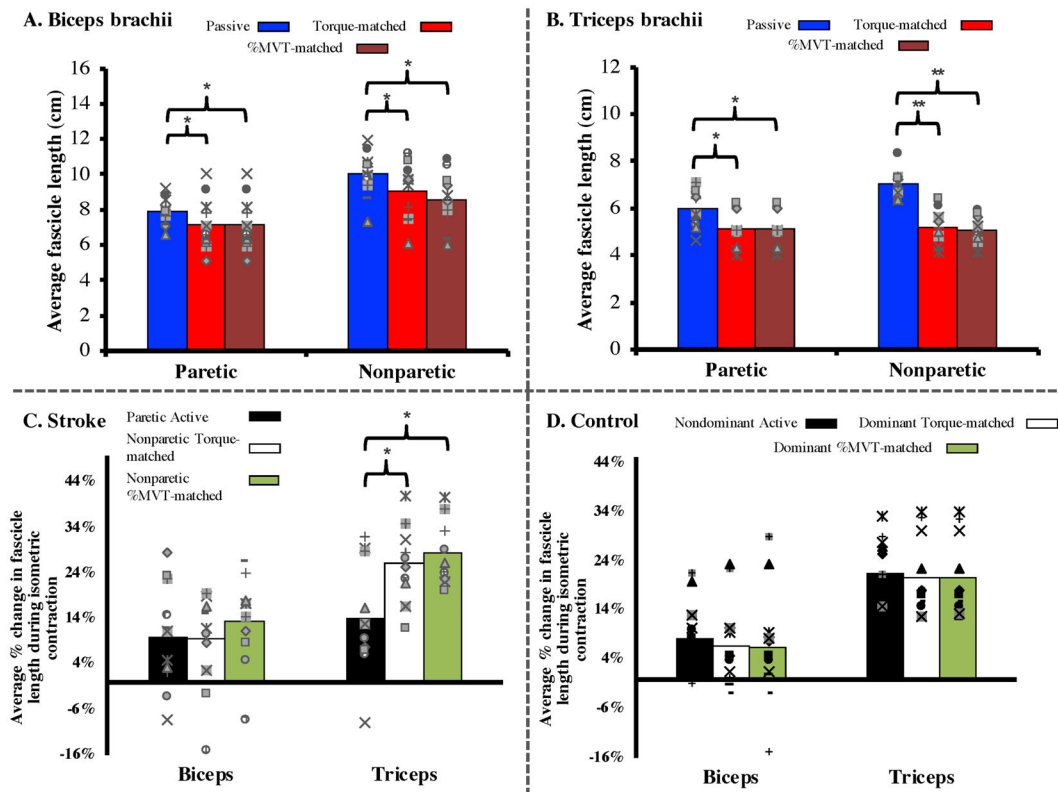 A. Biceps brachii
Passive
Torque-matched
%MVT-matched
Average fascicle length (cm)
16
14
12
10
8
6
4
2
0
*
*
*
*
Paretic
Nonparetic
B. Triceps brachii
Passive
Torque-matched
%MVT-matched
Average fascicle length (cm)
12
10
8
6
4
2
0
*
*
**
**
Paretic
Nonparetic
C. Stroke
Paretic Active
Nonparetic Torque-
matched
Nonparetic
%MVT-matched
Average % change in fascicle
length during isometric
contraction
44%
34%
24%
14%
4%
-6%
-16%
*
*
Biceps
Triceps
D. Control
Nondominant Active
Dominant Torque-matched
Dominant %MVT-matched
Average % change in fascicle
length during isometric
contraction
44%
34%
24%
14%
4%
-6%
-16%
Biceps
Triceps